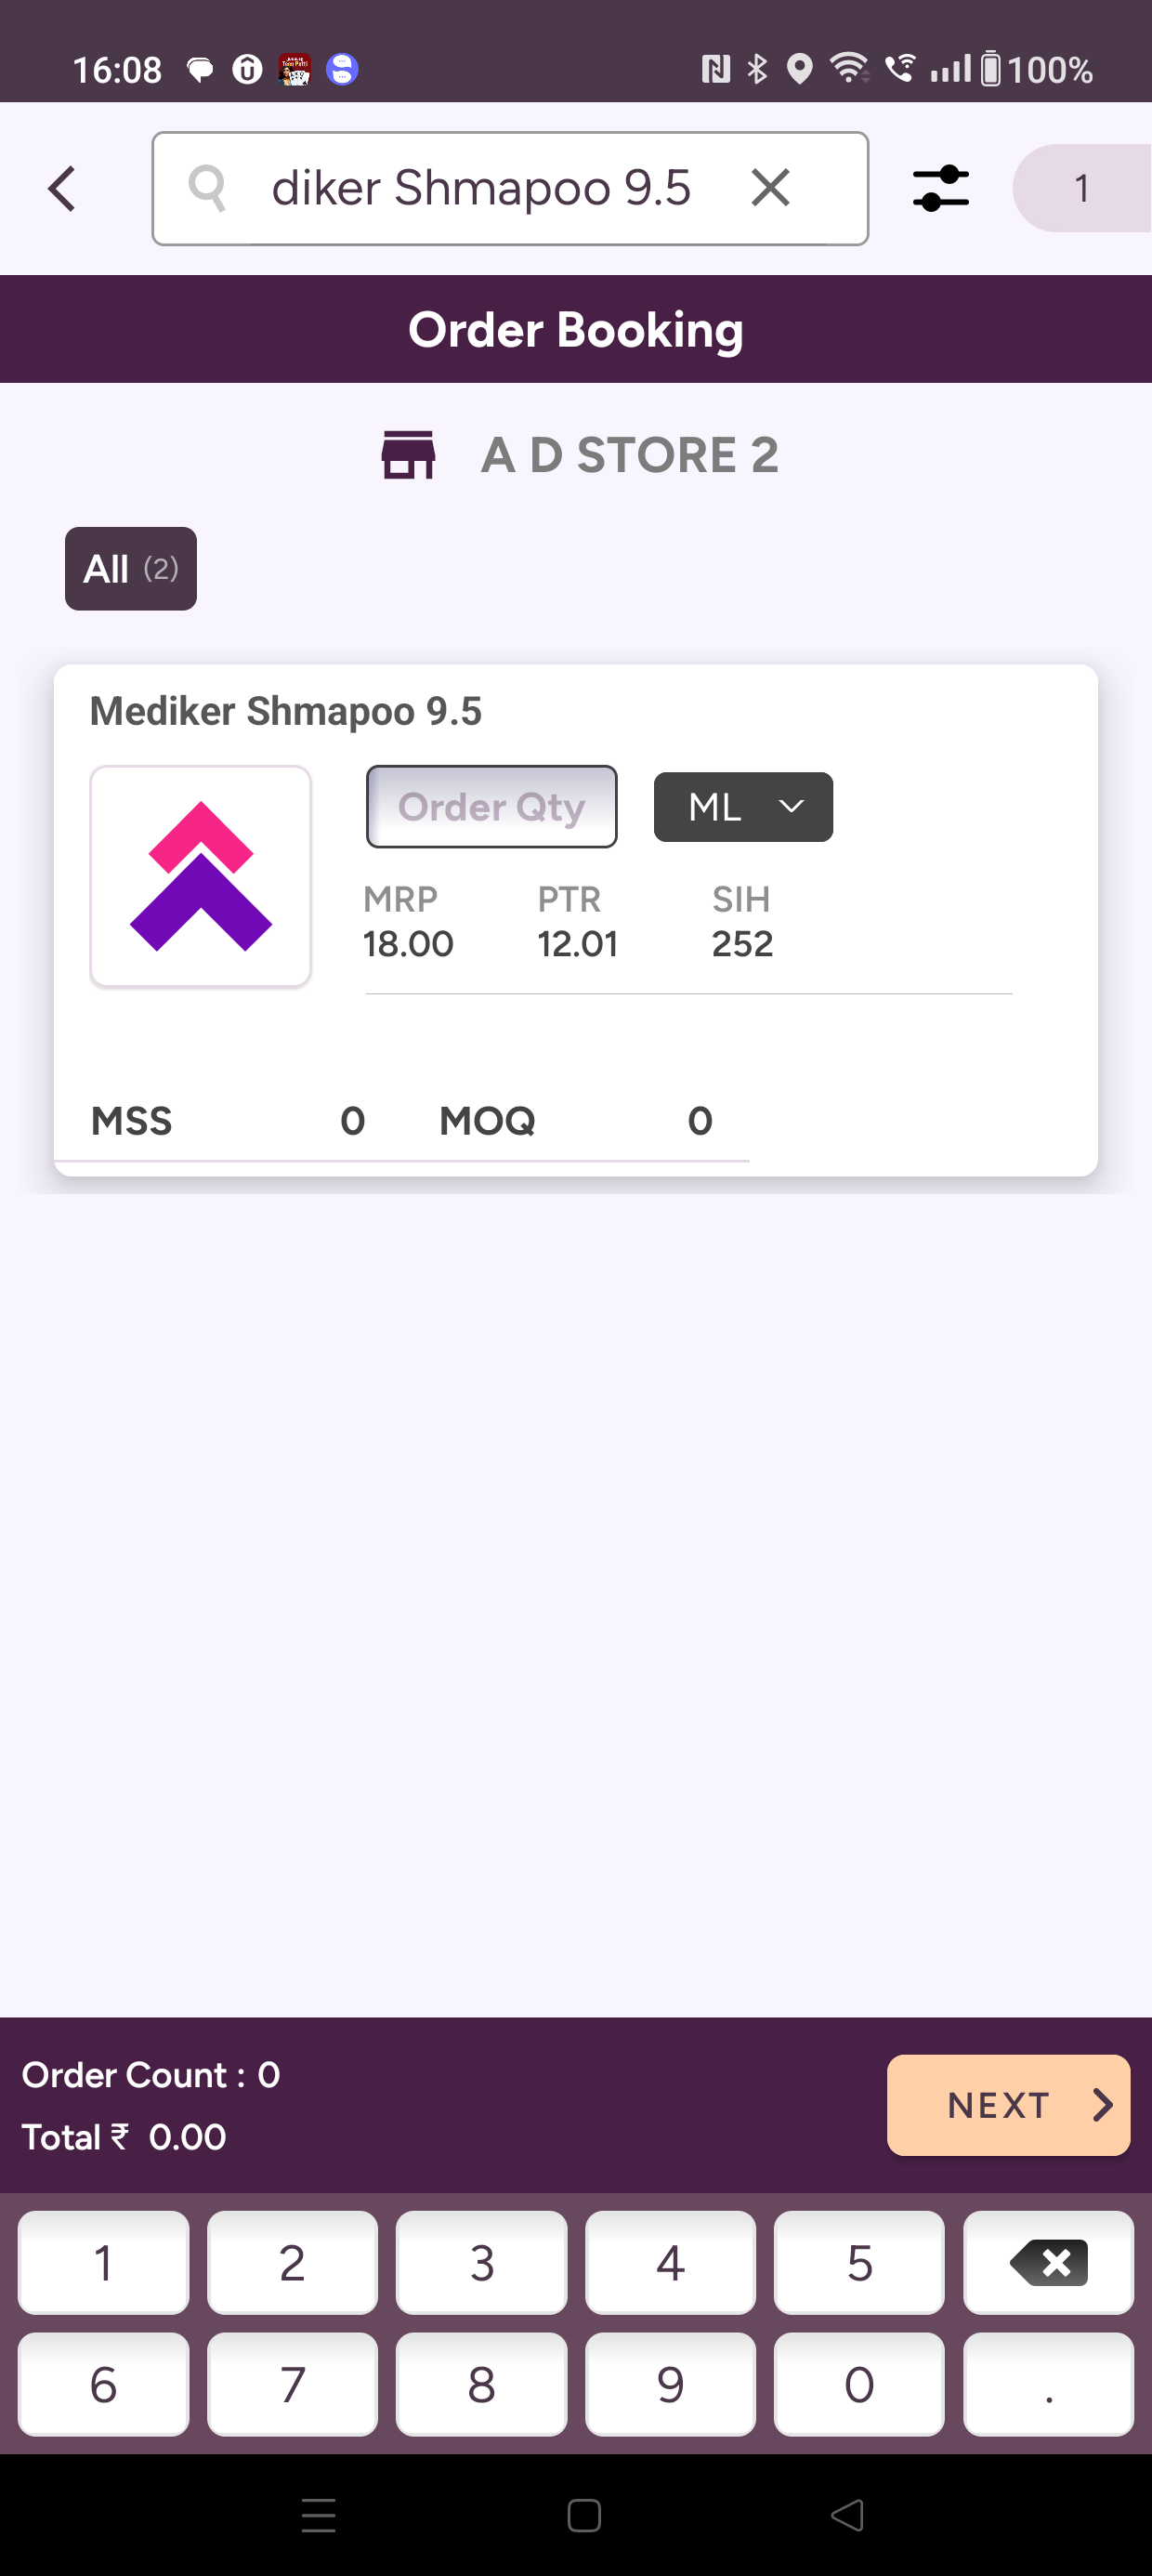 16:08 100%
diker Shmapoo 9.5 1
Order Booking
A D STORE 2
All (2)
Mediker Shmapoo 9.5
Order Qty ML
MRP PTR SIH
18.00 12.01 252
MSS 0 MOQ 0
Order Count : 0
NEXT
Total ₹ 0.00
1 2 3 4 5
6 7 8 9 0 .